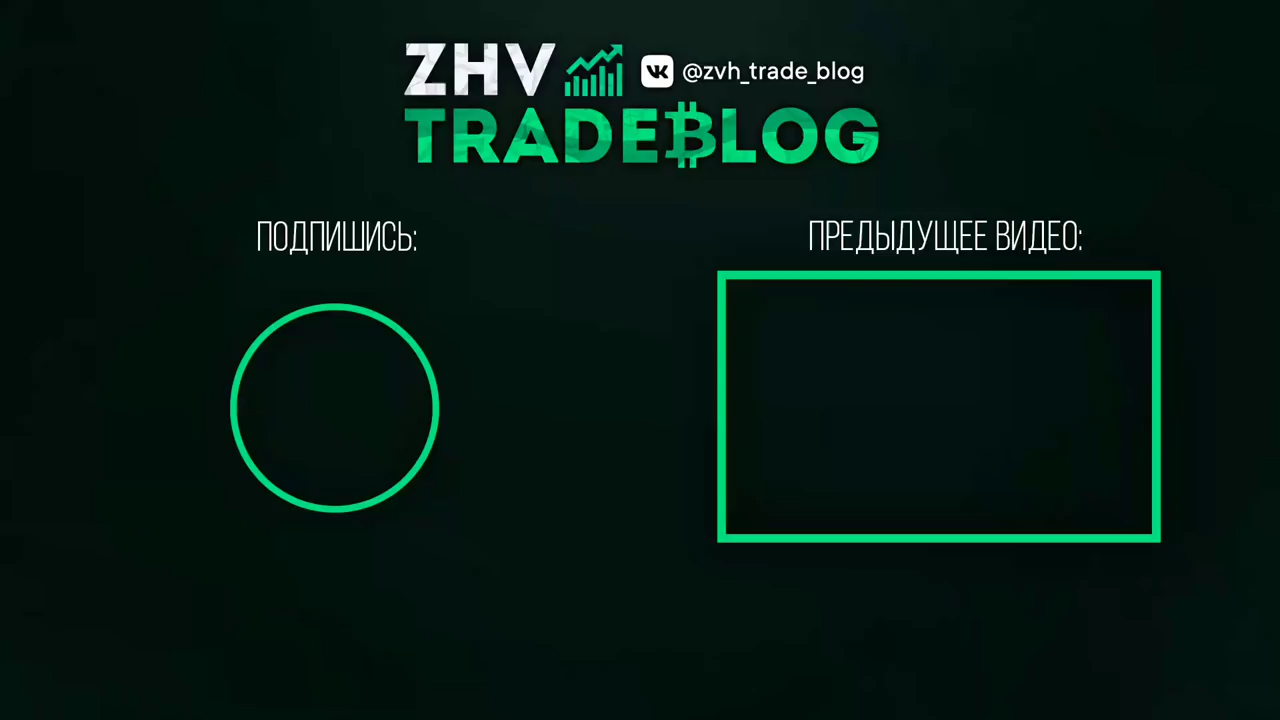 ZHV
@zvh_trade_blog
TRADE₿LOG
ПОДПИШИСЬ:
ПРЕДЫДУЩЕЕ ВИДЕО: